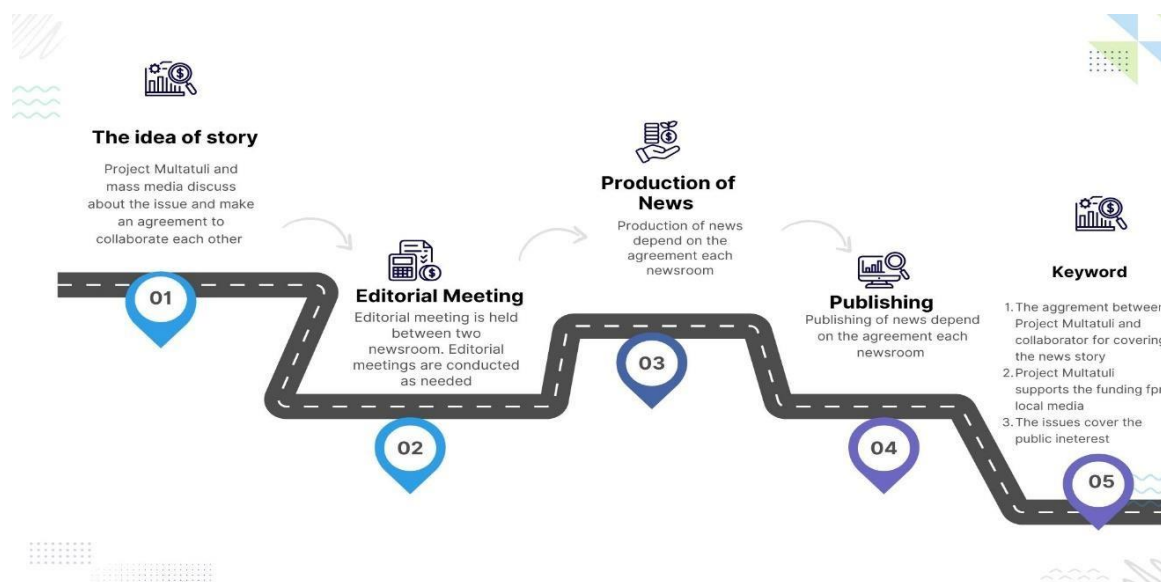 The idea of story
Project Multatuli and
mass media discuss
about the issue and make
an agreement to
collaborate each other
01
Editorial Meeting
Editorial meeting is held
between two
newsroom. Editorial
meetings are conducted
as needed
02
Production of
News
Production of news
depend on the
agreement each
newsroom
03
Publishing
Publishing of news depend
on the agreement each
newsroom
04
Keyword
1. The aggrement between
Project Multatuli and
collaborator for covering
the news story
2. Project Multatuli
supports the funding fpr
local media
3. The issues cover the
public ineterest
05